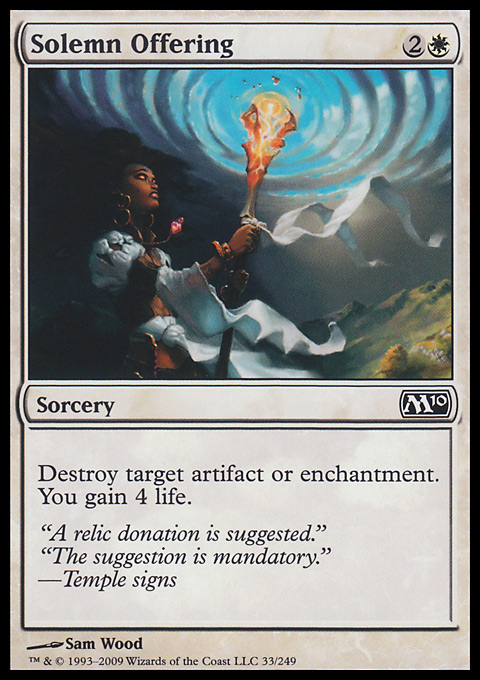 Solemn Offering 2
Sorcery M10
Destroy target artifact or enchantment.
You gain 4 life.
“A relic donation is suggested.”
“The suggestion is mandatory.”
—Temple signs
Sam Wood
™ & © 1993–2009 Wizards of the Coast LLC 33/249